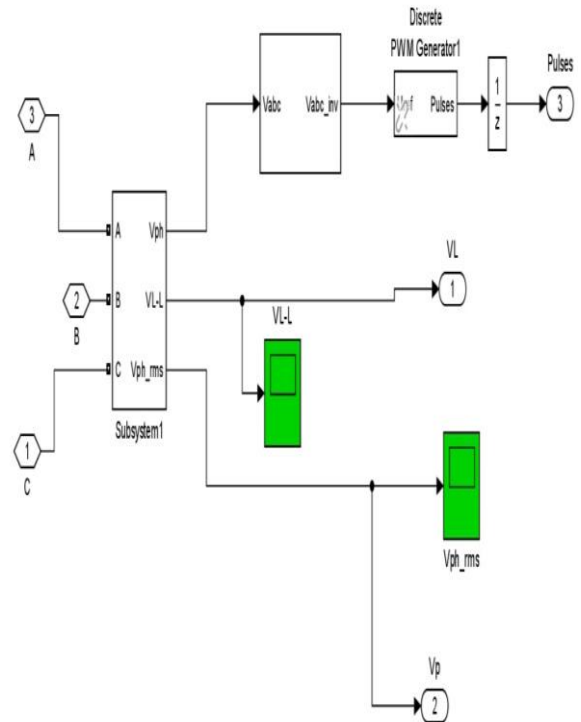 Discrete
PWM Generator1
Pulses
3
A
Vabc
Vabc_inv
Pulses
1
z
3
A
Vph
2
B
B
VL-L
VL
1
VL-L
C
Vph_rms
Subsystem1
1
C
Vph_rms
Vp
2